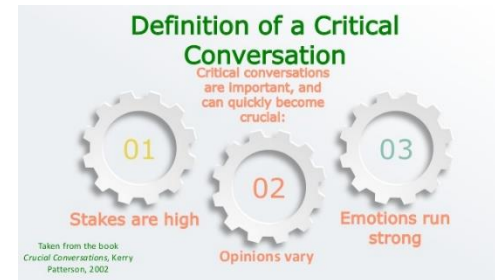 Definition of a Critical
Conversation
Critical conversations
are important, and
can quickly become
crucial:
01
02
03
Stakes are high
Opinions vary
Emotions run
strong
Taken from the book
Crucial Conversations, Kerry
Patterson, 2002